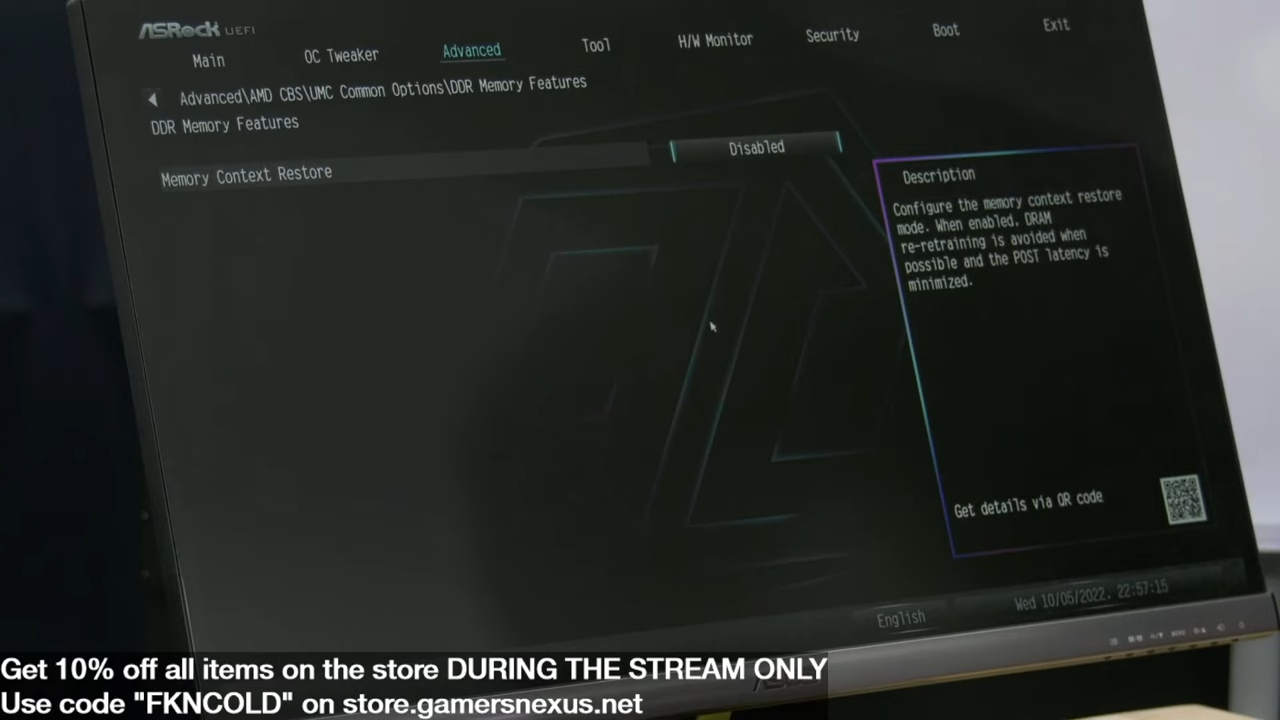 ASRock UEFI
Main OC Tweaker Advanced Tool H/W Monitor Security Boot Exit
Advanced\AMD CBS\UMC Common Options\DDR Memory Features
DDR Memory Features
Memory Context Restore Disabled
Description
Configure the memory context restore
mode. When enabled, DRAM
re-retraining is avoided when
possible and the POST latency is
minimized.
Get details via QR code
English
Wed 10/05/2022, 22:57:15
Get 10% off all items on the store DURING THE STREAM ONLY
Use code "FKNCOLD" on store.gamersnexus.net